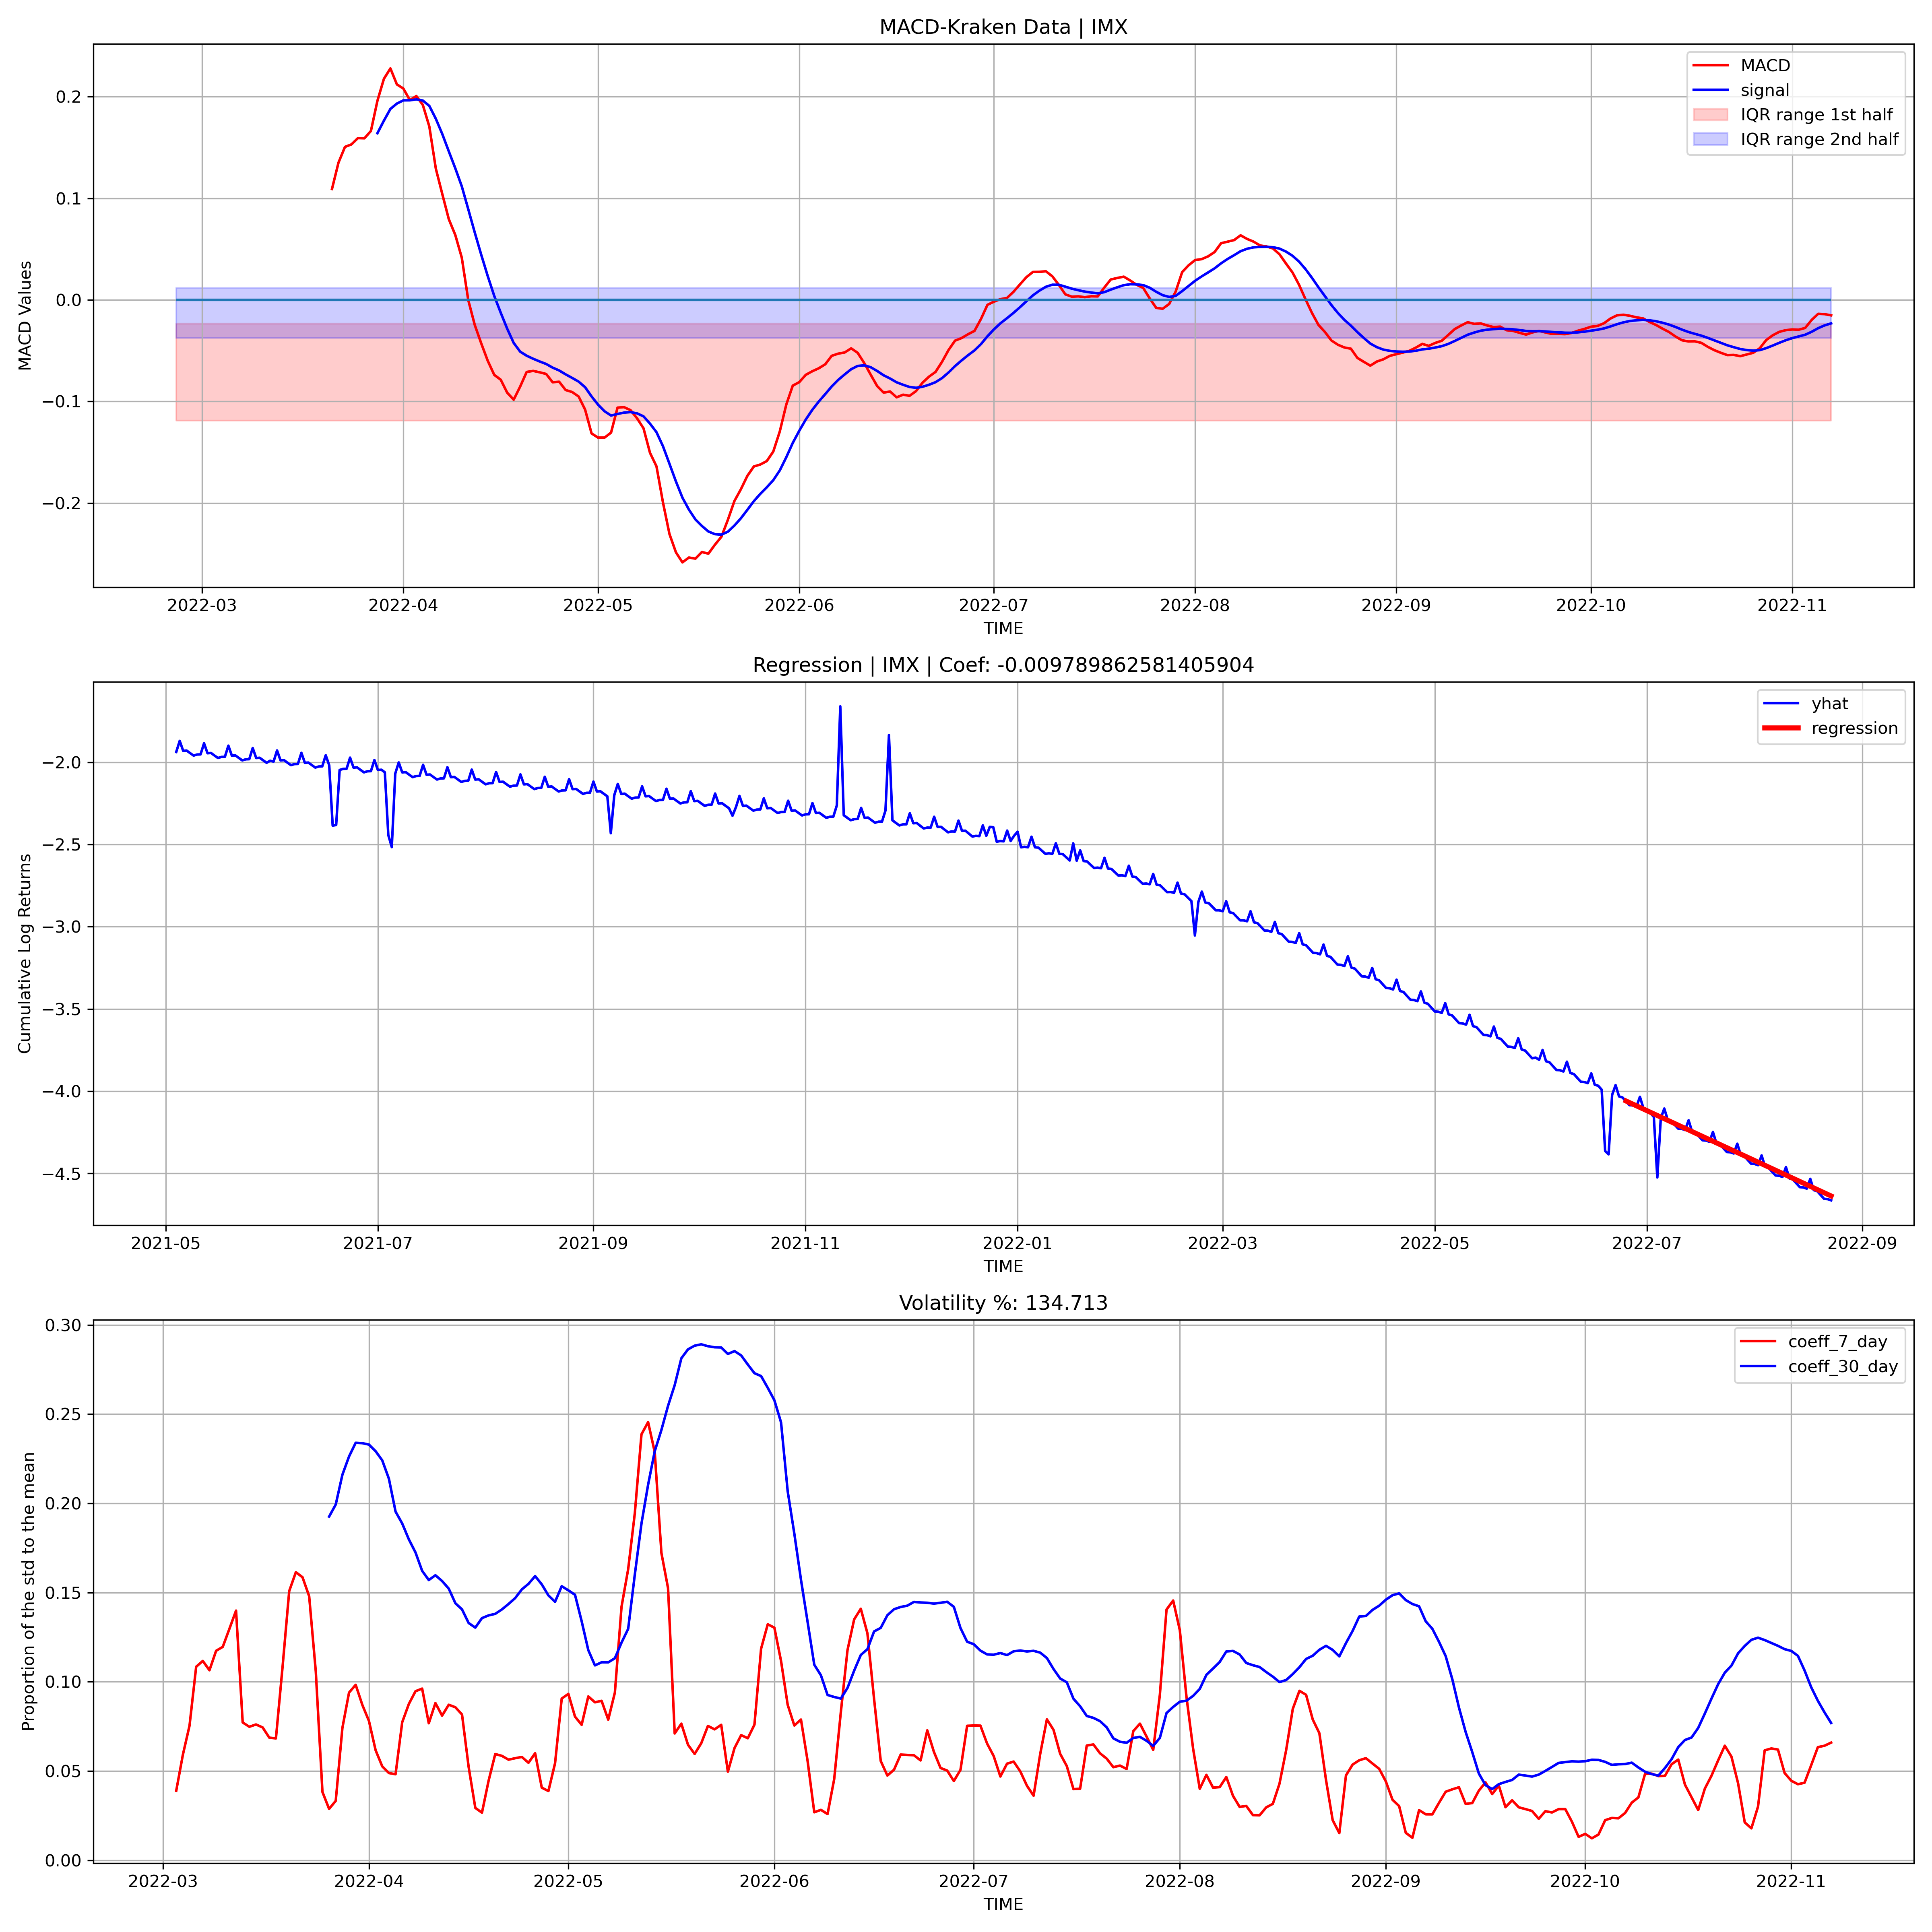 MACD-Kraken Data | IMX
MACD
signal
IQR range 1st half
IQR range 2nd half
MACD Values
0.2
0.1
0.0
−0.1
−0.2
2022-03 2022-04 2022-05 2022-06 2022-07 2022-08 2022-09 2022-10 2022-11
TIME
Regression | IMX | Coef: -0.009789862581405904
yhat
regression
Cumulative Log Returns
−2.0
−2.5
−3.0
−3.5
−4.0
−4.5
2021-05 2021-07 2021-09 2021-11 2022-01 2022-03 2022-05 2022-07 2022-09
TIME
Volatility %: 134.713
coeff_7_day
coeff_30_day
Proportion of the std to the mean
0.30
0.25
0.20
0.15
0.10
0.05
0.00
2022-03 2022-04 2022-05 2022-06 2022-07 2022-08 2022-09 2022-10 2022-11
TIME